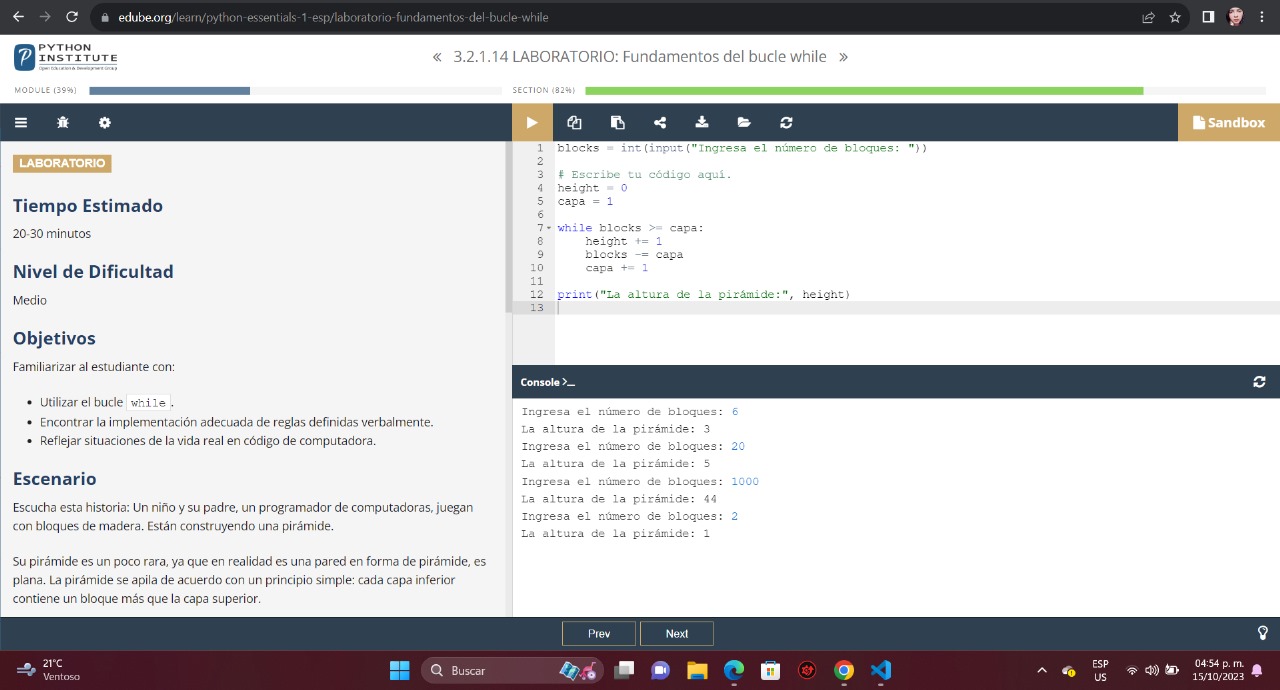 edube.org/learn/python-essentials-1-esp/laboratorio-fundamentos-del-bucle-while
PYTHON
INSTITUTE
Open Education & Development Group
« 3.2.1.14 LABORATORIO: Fundamentos del bucle while »
MODULE (39%)
SECTION (82%)
Sandbox
LABORATORIO
Tiempo Estimado
20-30 minutos
Nivel de Dificultad
Medio
Objetivos
Familiarizar al estudiante con:
• Utilizar el bucle while.
• Encontrar la implementación adecuada de reglas definidas verbalmente.
• Reflejar situaciones de la vida real en código de computadora.
Escenario
Escucha esta historia: Un niño y su padre, un programador de computadoras, juegan
con bloques de madera. Están construyendo una pirámide.
Su pirámide es un poco rara, ya que en realidad es una pared en forma de pirámide, es
plana. La pirámide se apila de acuerdo con un principio simple: cada capa inferior
contiene un bloque más que la capa superior.
1 blocks = int(input("Ingresa el número de bloques: "))
2
3 # Escribe tu código aquí.
4 height = 0
5 capa = 1
6
7 while blocks >= capa:
8     height += 1
9     blocks -= capa
10     capa += 1
11
12 print("La altura de la pirámide:", height)
13
Console >_
Ingresa el número de bloques: 6
La altura de la pirámide: 3
Ingresa el número de bloques: 20
La altura de la pirámide: 5
Ingresa el número de bloques: 1000
La altura de la pirámide: 44
Ingresa el número de bloques: 2
La altura de la pirámide: 1
Prev
Next
21°C
Ventoso
Buscar
ESP
US
04:54 p. m.
15/10/2023